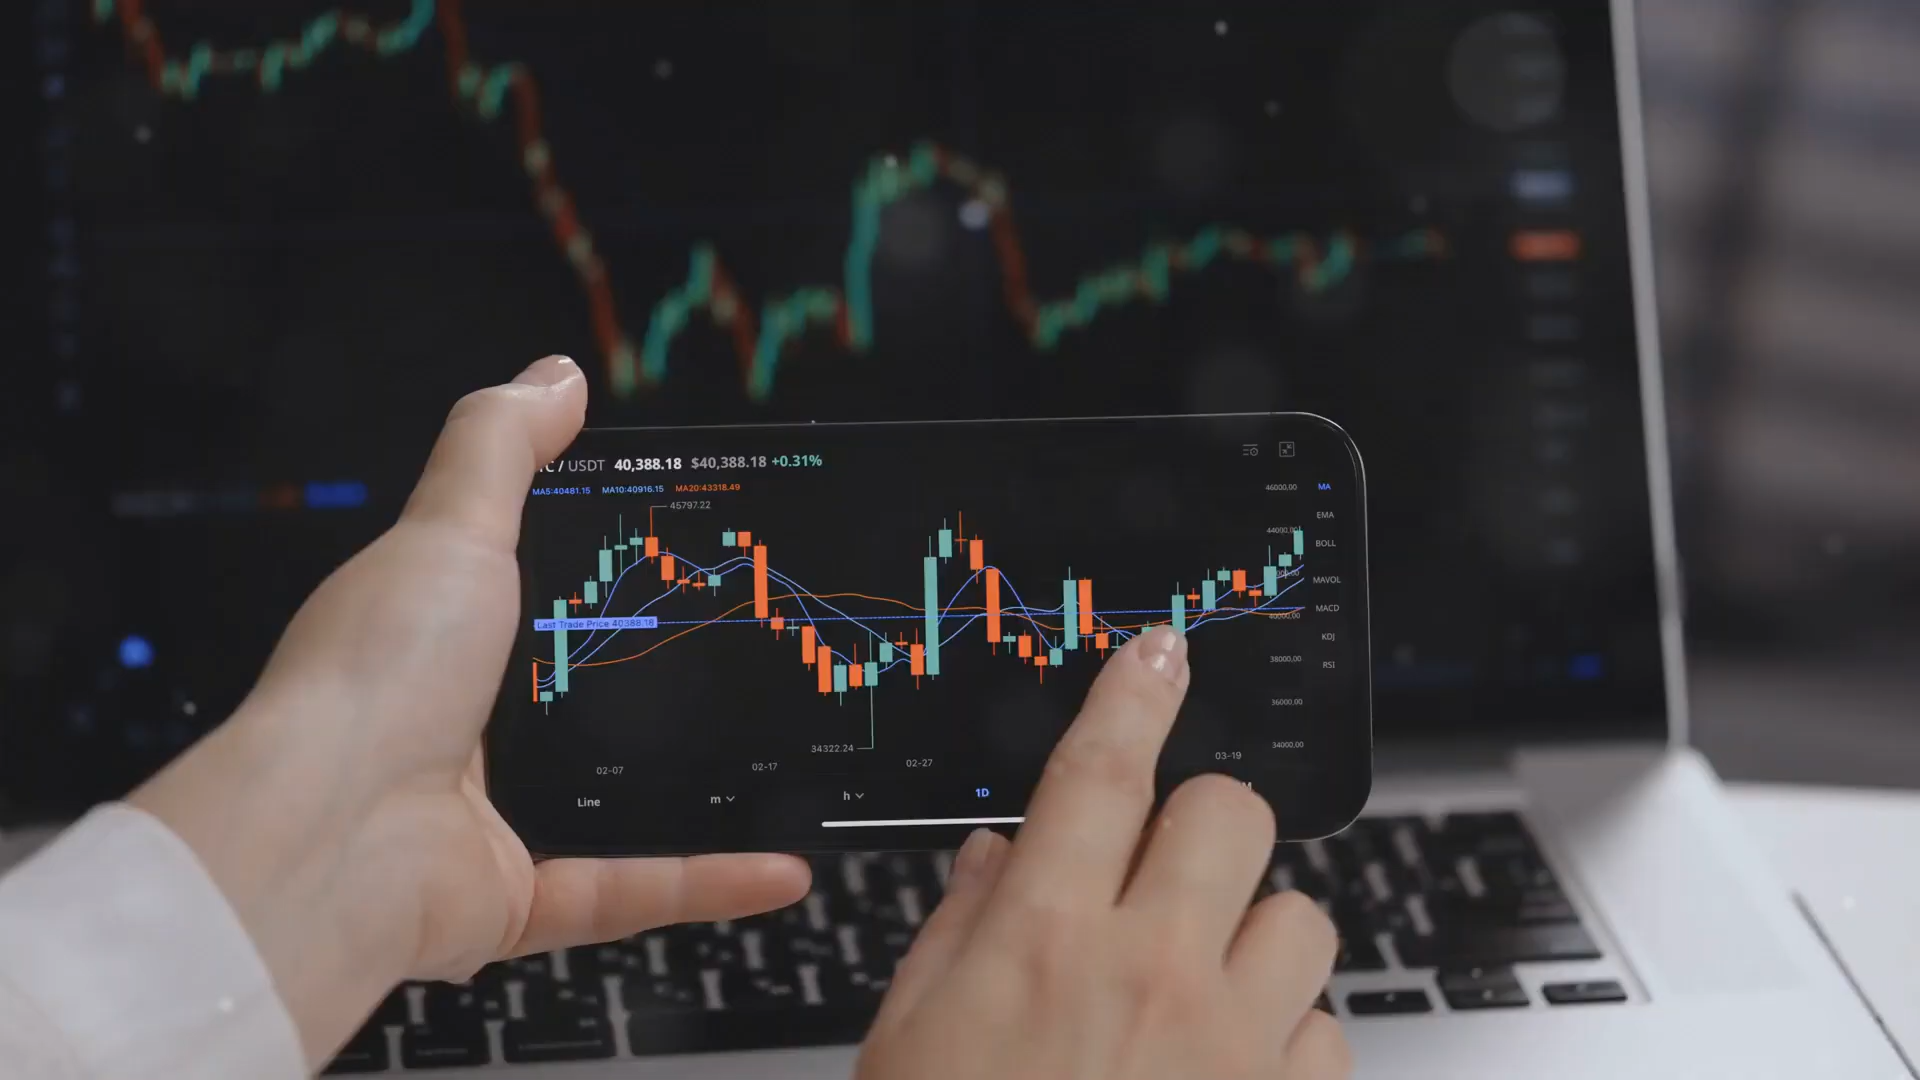 TC / USDT 40,388.18 $40,388.18 +0.31%
MA5:40481.15 MA10:40916.15 MA20:43318.49
45797.22
46000.00 MA
EMA
44000.00
BOLL
MAVOL
Last Trade Price 40388.18
MACD
40000.00
KDJ
38000.00
RSI
36000.00
34322.24
34000.00
02-07 02-17 02-27 03-19
Line m h 1D M